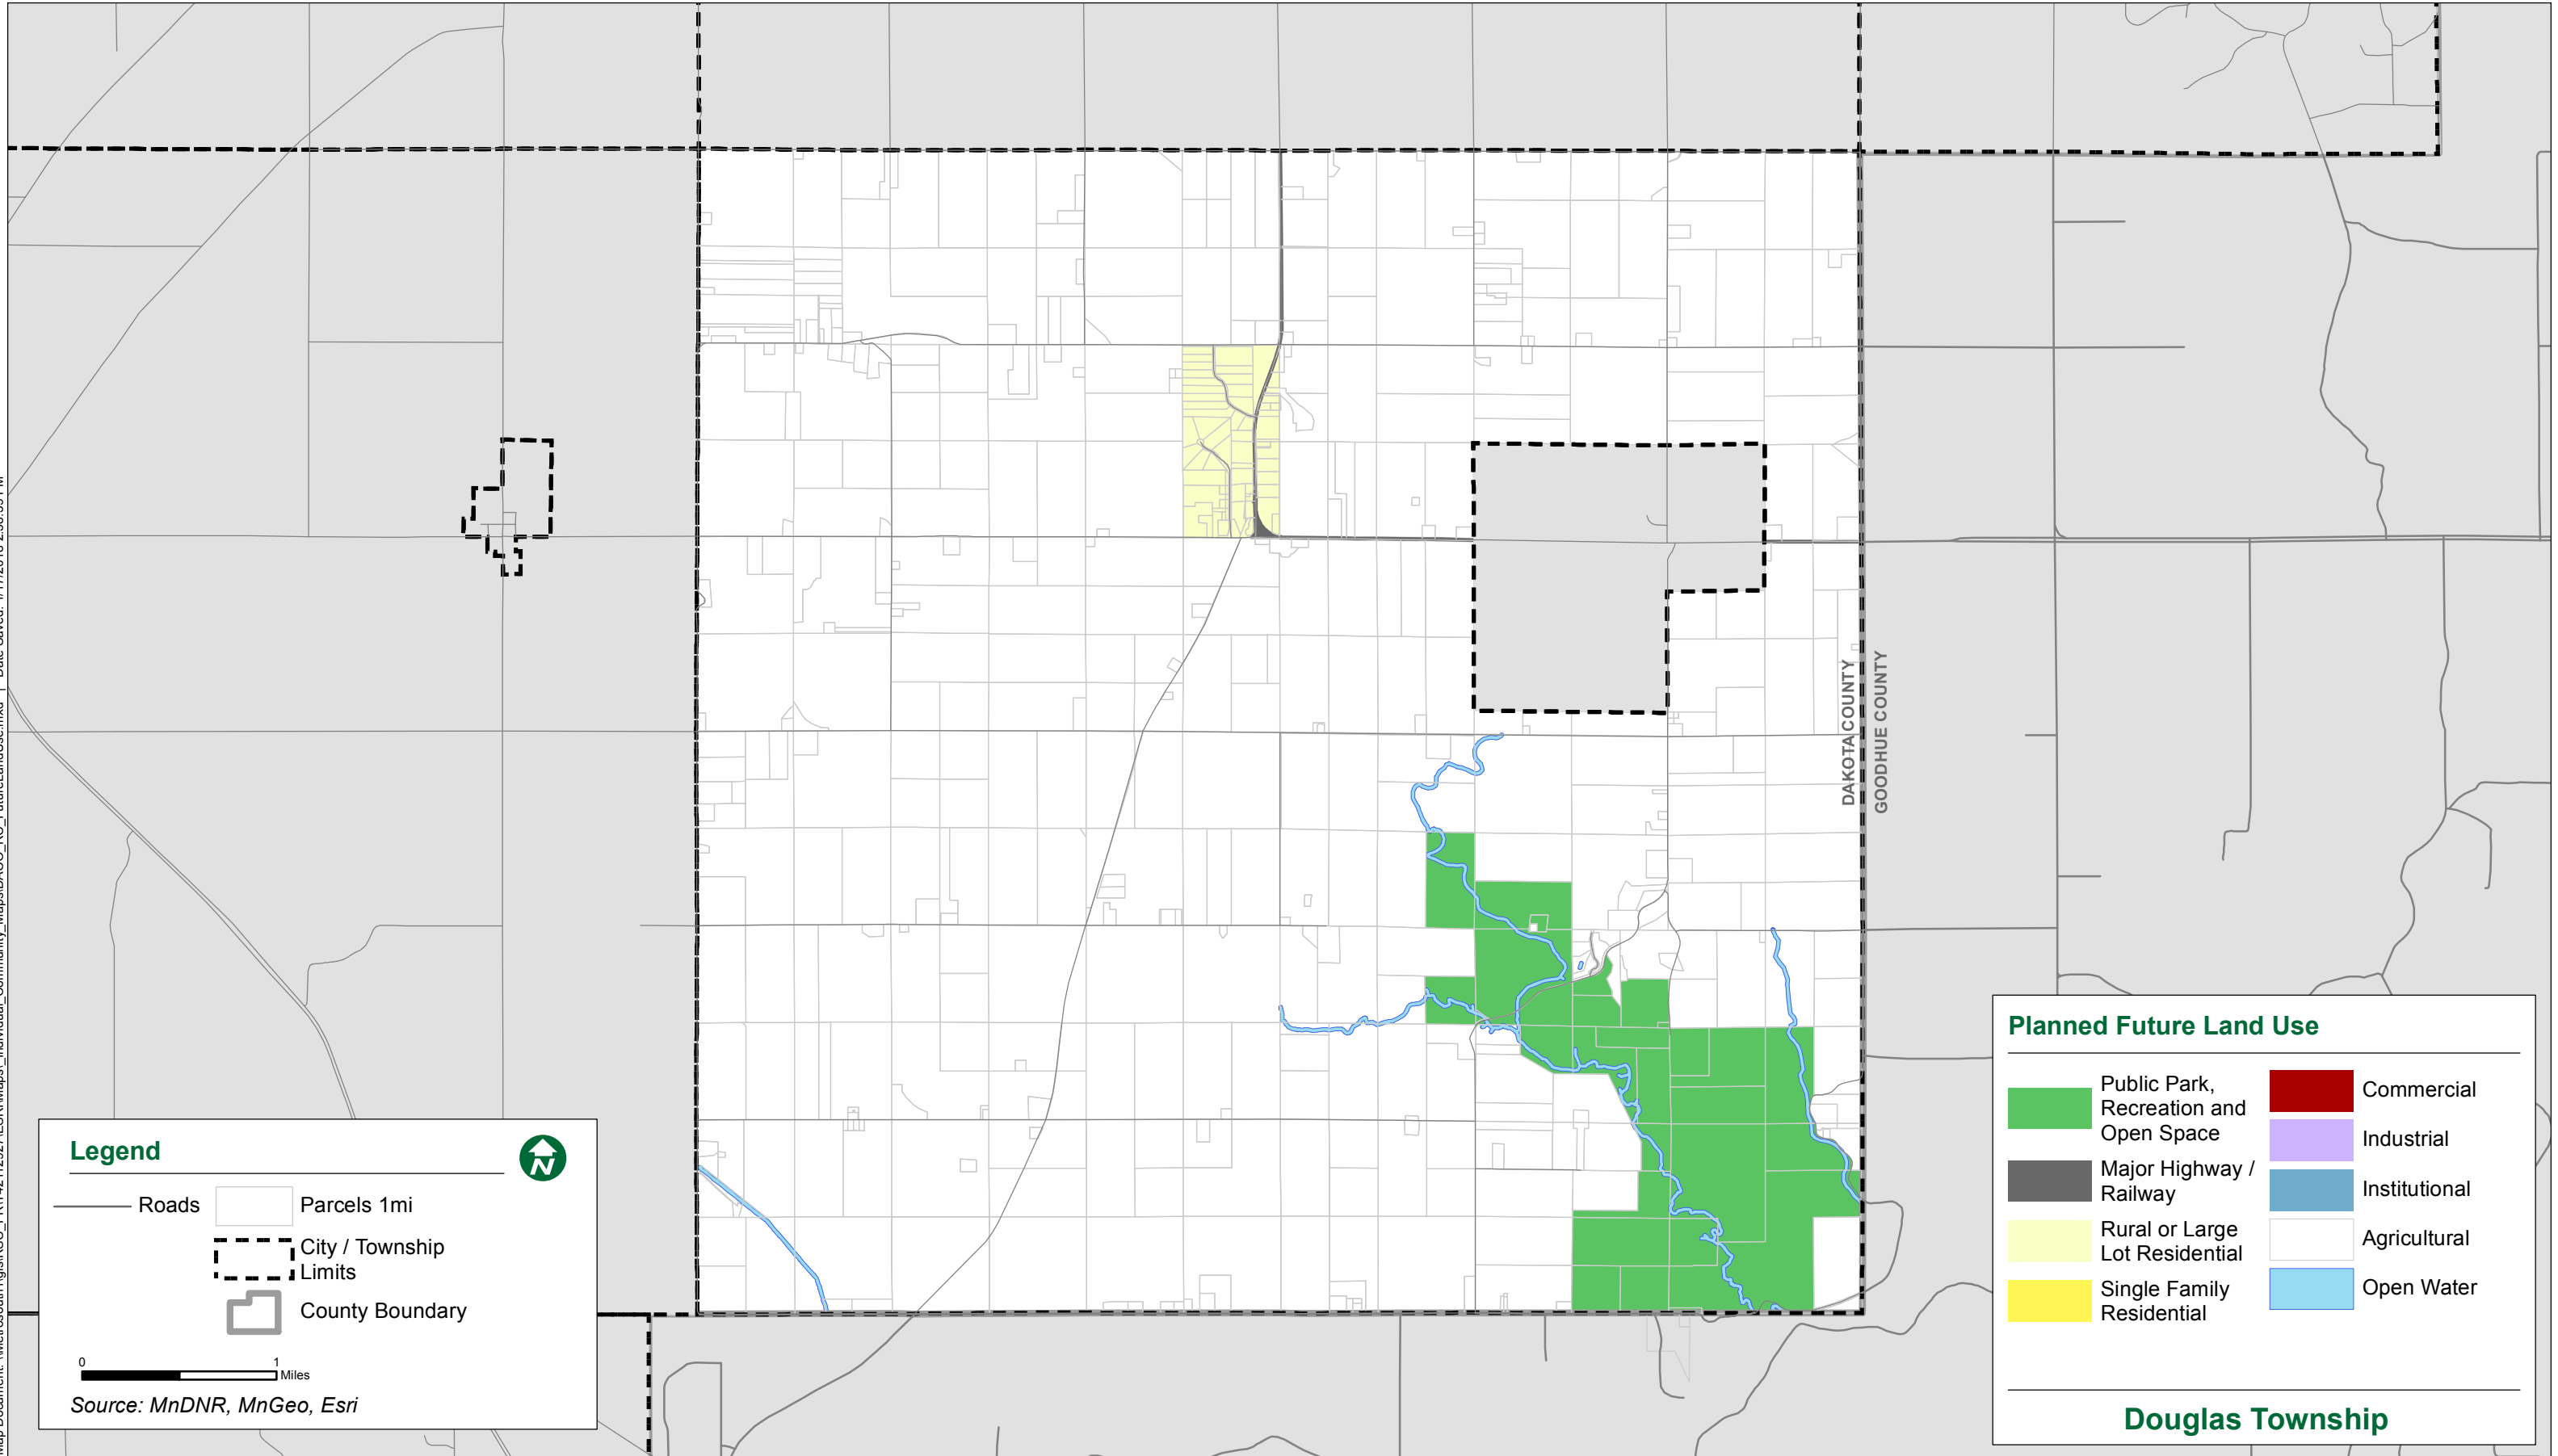 DAKOTA COUNTY
GOODHUE COUNTY
Legend
N
Roads
Parcels 1mi
City / Township
Limits
County Boundary
0 1
Miles
Source: MnDNR, MnGeo, Esri
Planned Future Land Use
Public Park,
Recreation and
Open Space
Major Highway /
Railway
Rural or Large
Lot Residential
Single Family
Residential
Commercial
Industrial
Institutional
Agricultural
Open Water
Douglas Township